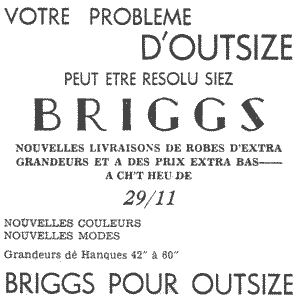 VOTRE PROBLEME
D'OUTSIZE
PEUT ETRE RESOLU SIEZ
BRIGGS
NOUVELLES LIVRAISONS DE ROBES D'EXTRA
GRANDEURS ET A DES PRIX EXTRA BAS—
A CH'T HEU DE
29/11
NOUVELLES COULEURS
NOUVELLES MODES
Grandeurs dé Hanques 42" à 60"
BRIGGS POUR OUTSIZE